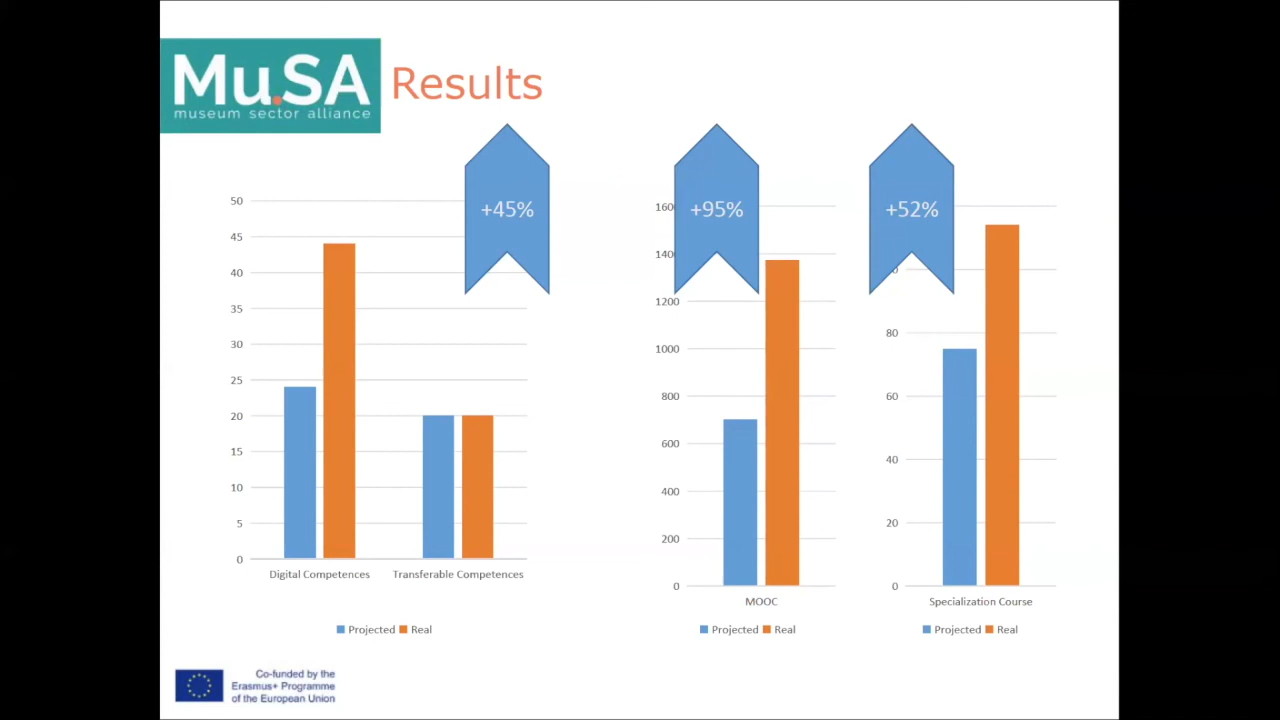 Mu.SA
museum sector alliance
Results
+45%
+95%
+52%
50
45
40
35
30
25
20
15
10
5
0
Digital Competences
Transferable Competences
Projected Real
1400
1200
1000
800
600
400
200
0
MOOC
Projected Real
80
60
40
20
0
Specialization Course
Projected Real
Co-funded by the
Erasmus+ Programme
of the European Union